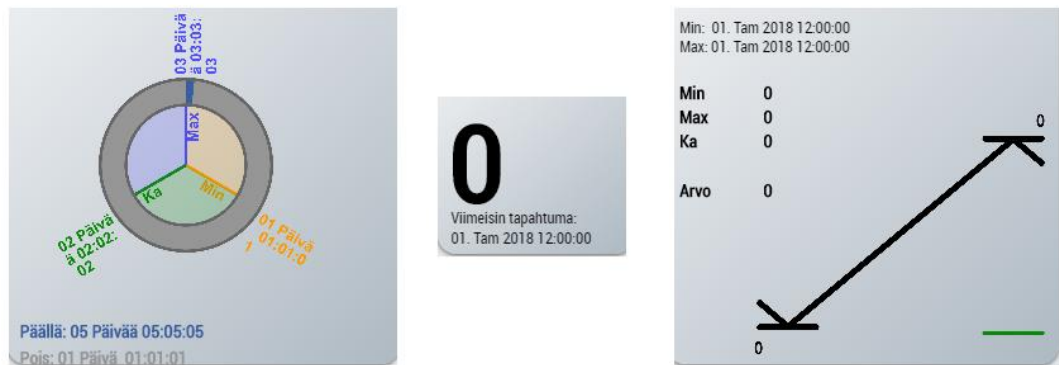 03 Päivä
ä 03:03:
03
Max
Ka
Min
02 Päivä
ä 02:02:
02
01 Päivä
01:01:0
1
Päällä: 05 Päivää 05:05:05
Pois: 01 Päivä 01:01:01
0
Viimeisin tapahtuma:
01. Tam 2018 12:00:00
Min: 01. Tam 2018 12:00:00
Max: 01. Tam 2018 12:00:00
Min 0
Max 0
Ka 0
Arvo 0
0
0